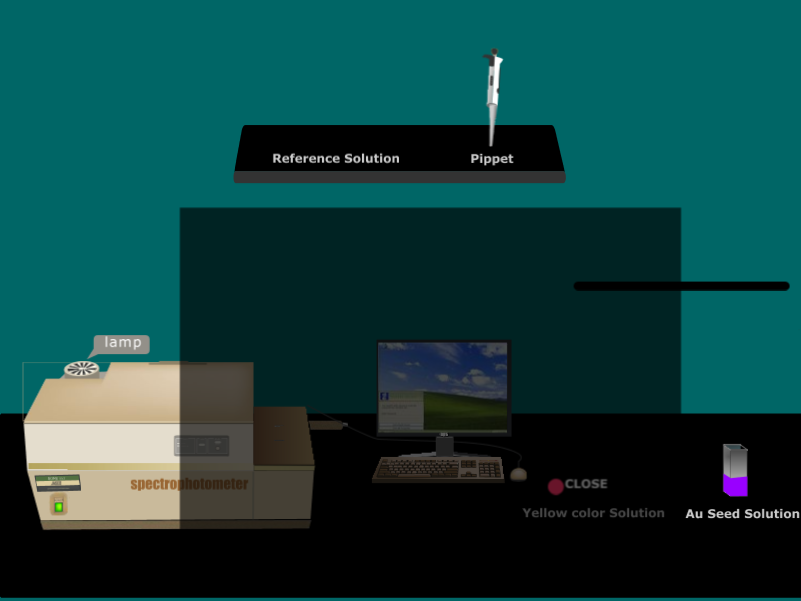 Reference Solution
Pippet
lamp
spectrophotometer
CLOSE
Yellow color Solution
Au Seed Solution